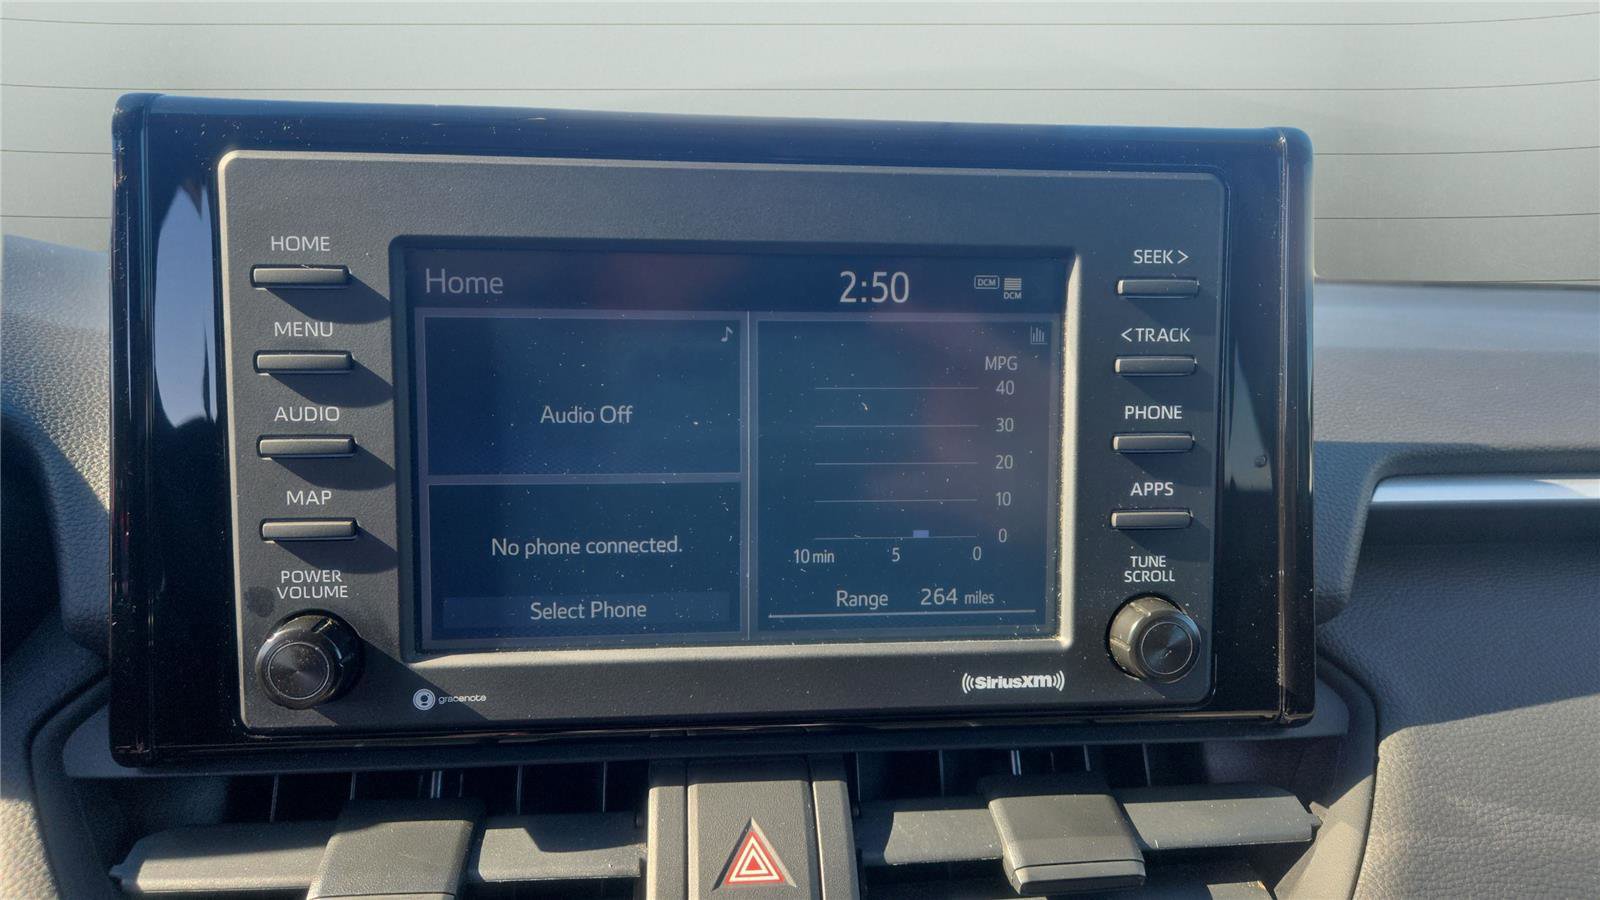 HOME
MENU
AUDIO
MAP
POWER
VOLUME
Home
2:50
DCM
DCM
Audio Off
No phone connected.
Select Phone
MPG
40
30
20
10
0
10 min 5 0
Range 264 miles
SEEK >
< TRACK
PHONE
APPS
TUNE
SCROLL
gracenote
((SiriusXM))